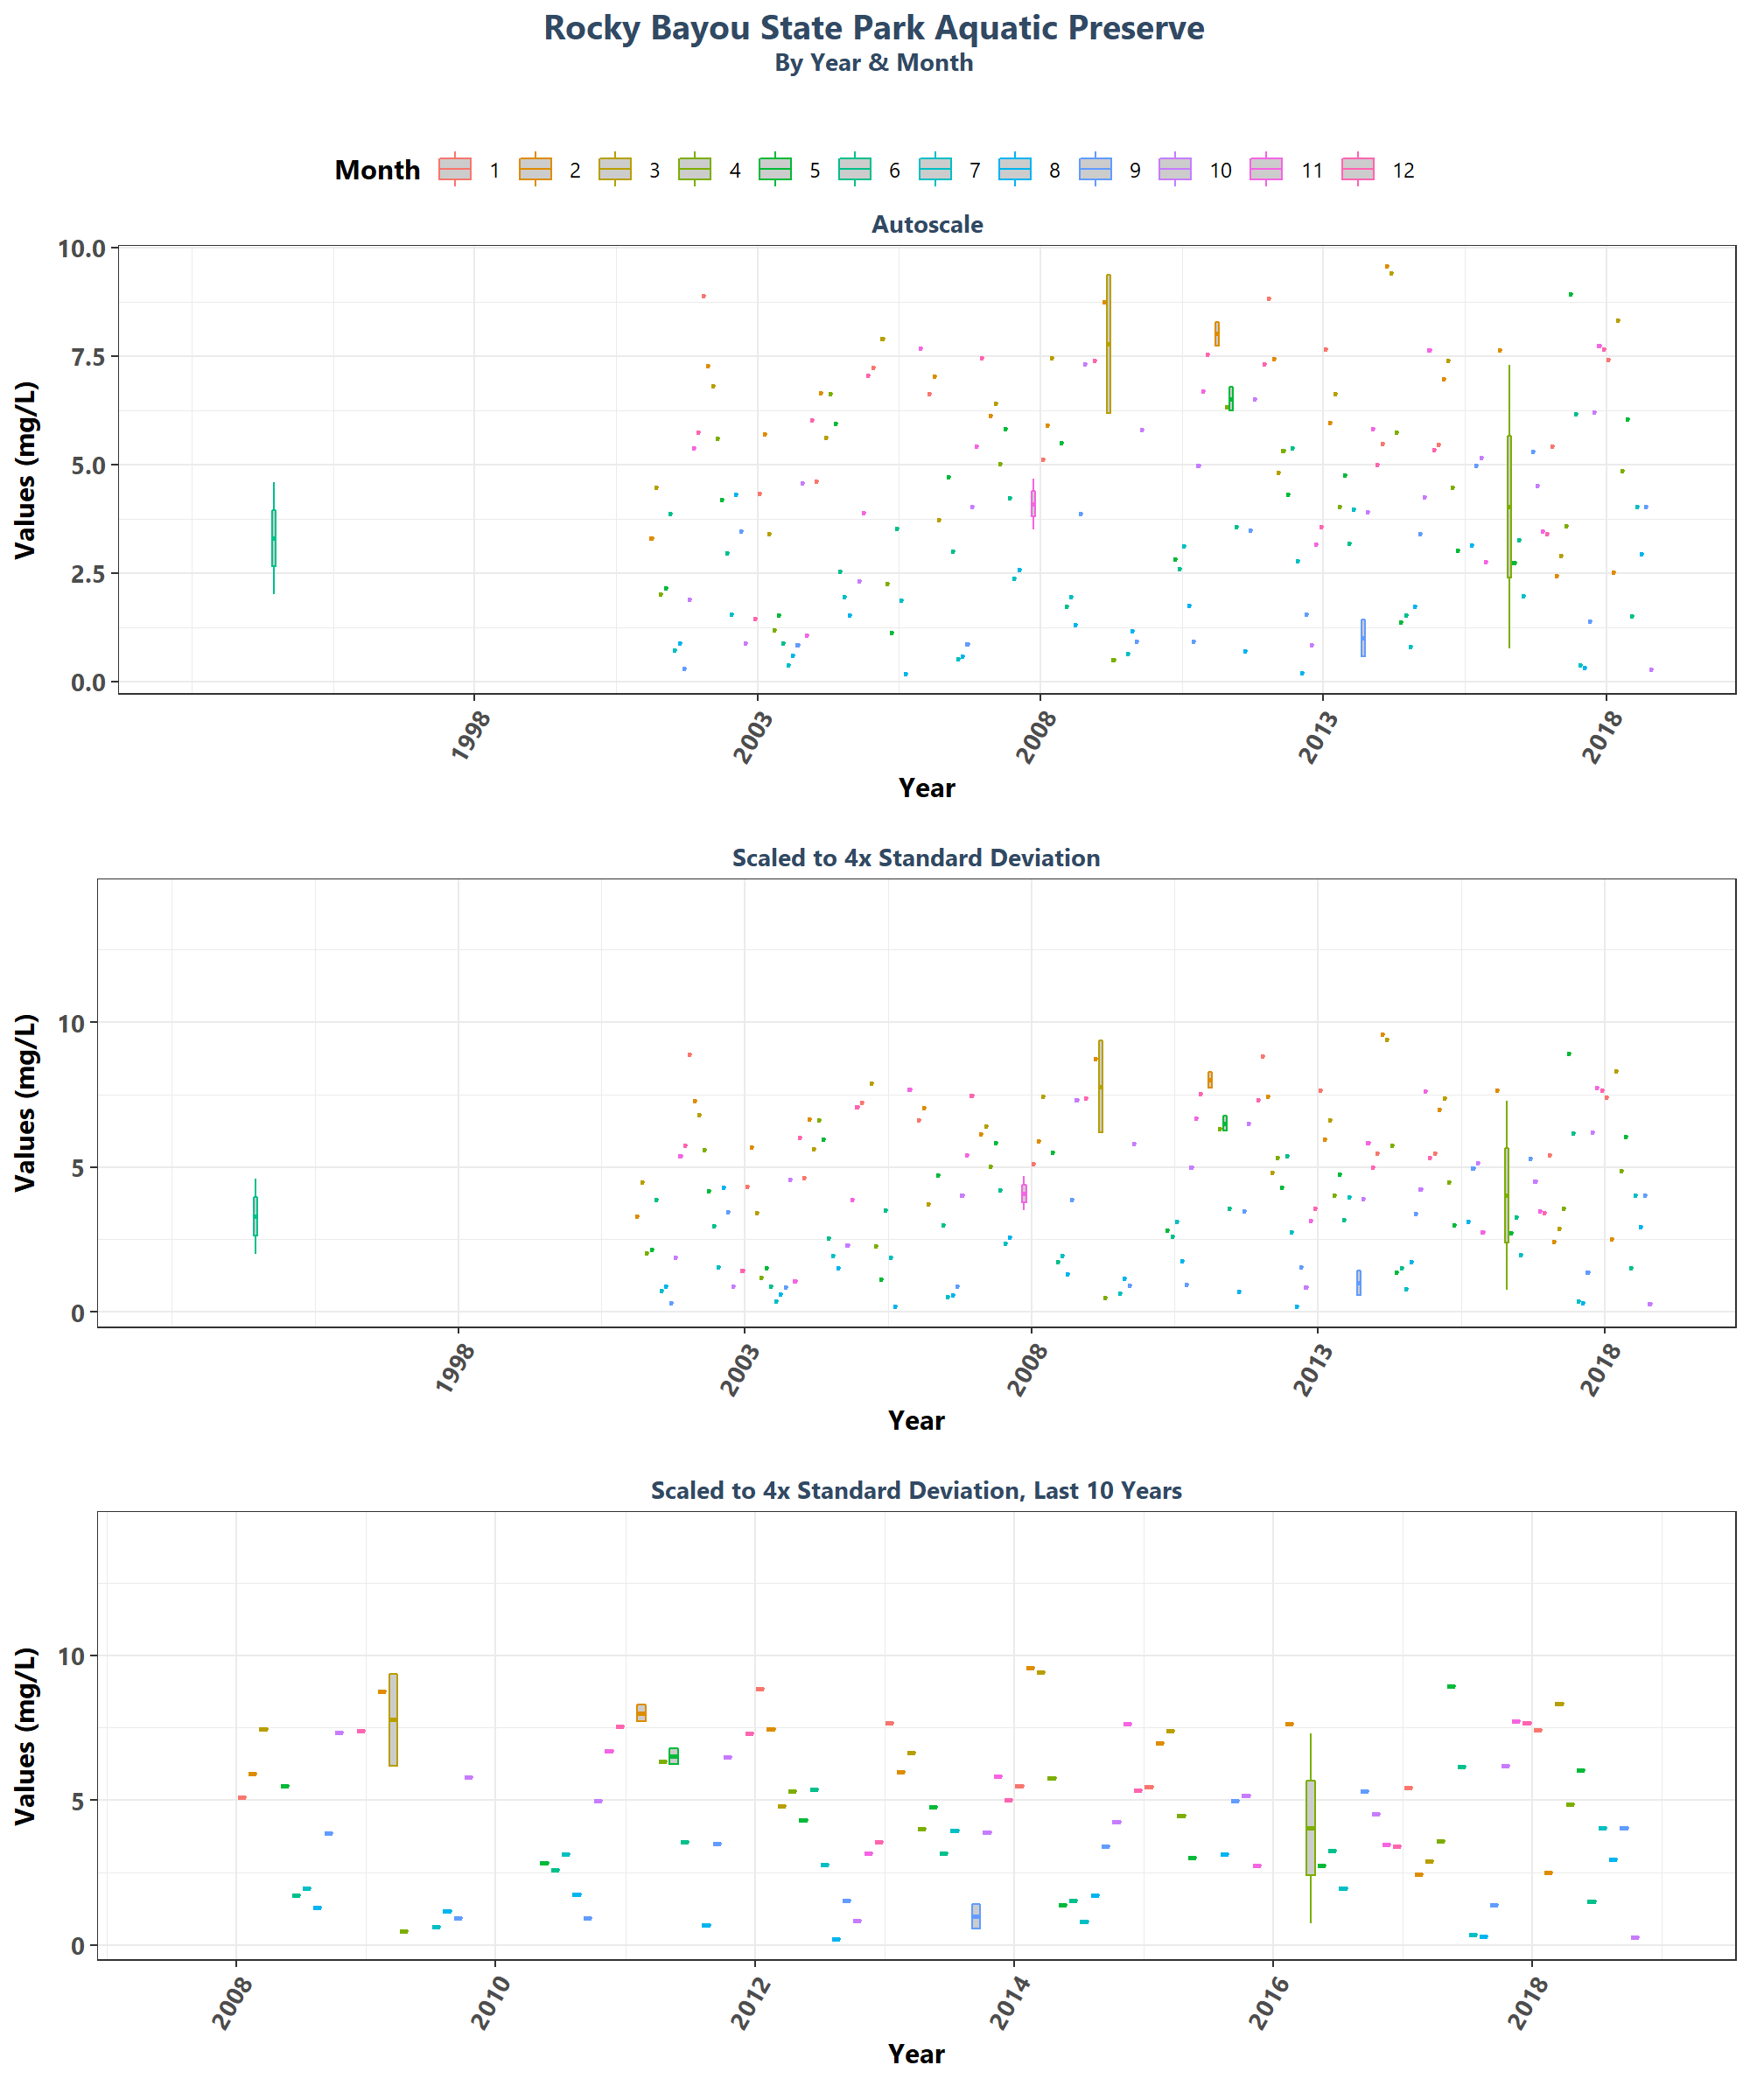 Rocky Bayou State Park Aquatic Preserve
By Year & Month
Month 1 2 3 4 5 6 7 8 9 10 11 12
Autoscale
Values (mg/L)
10.0
7.5
5.0
2.5
0.0
1998 2003 2008 2013 2018
Year
Scaled to 4x Standard Deviation
Values (mg/L)
10
5
0
1998 2003 2008 2013 2018
Year
Scaled to 4x Standard Deviation, Last 10 Years
Values (mg/L)
10
5
0
2008 2010 2012 2014 2016 2018
Year